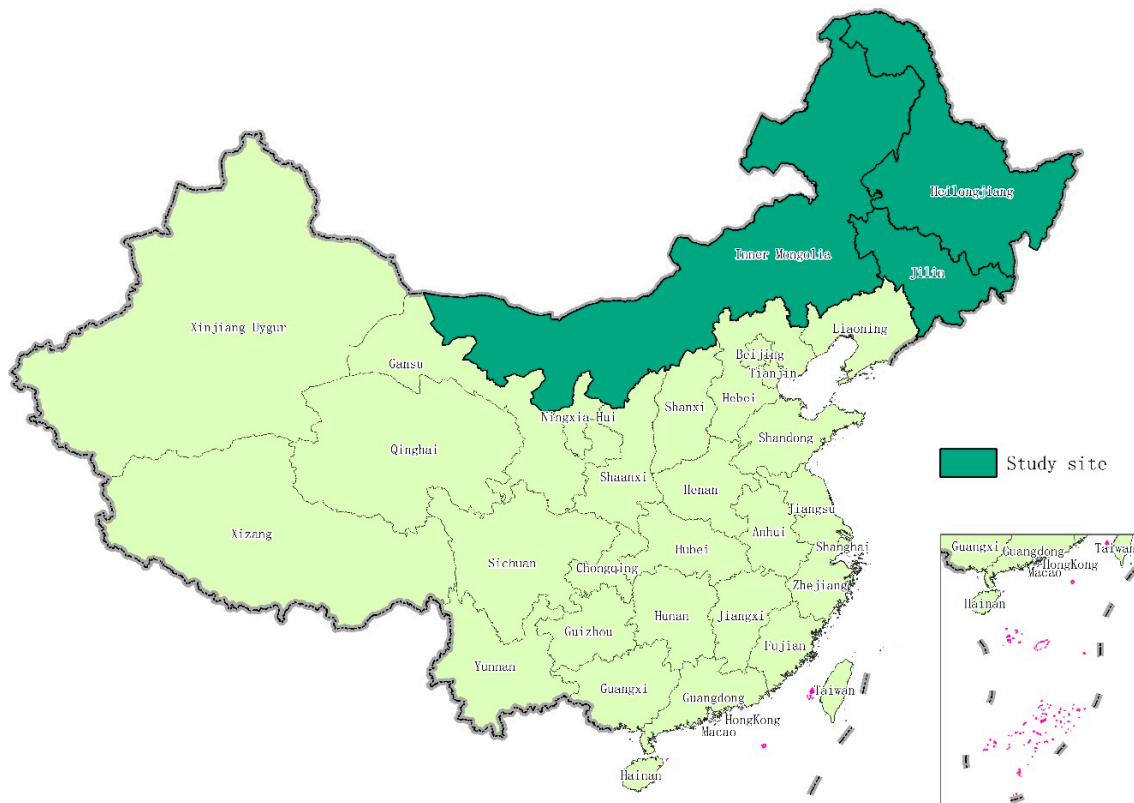 Heilongjiang
Inner Mongolia
Jilin
Xinjiang Uygur
Liaoning
Gansu
Beijing
Tianjin
Hebei
Shanxi
Ningxia Hui
Shandong
Qinghai
Study site
Shaanxi
Henan
Jiangsu
Xizang
Anhui
Hubei
Shanghai
Sichuan
Chongqing
Zhejiang
Hunan
Jiangxi
Guizhou
Fujian
Yunnan
Guangxi
Guangdong
Taiwan
HongKong
Macao
Hainan
Guangxi
Guangdong
Taiwan
HongKong
Macao
Hainan